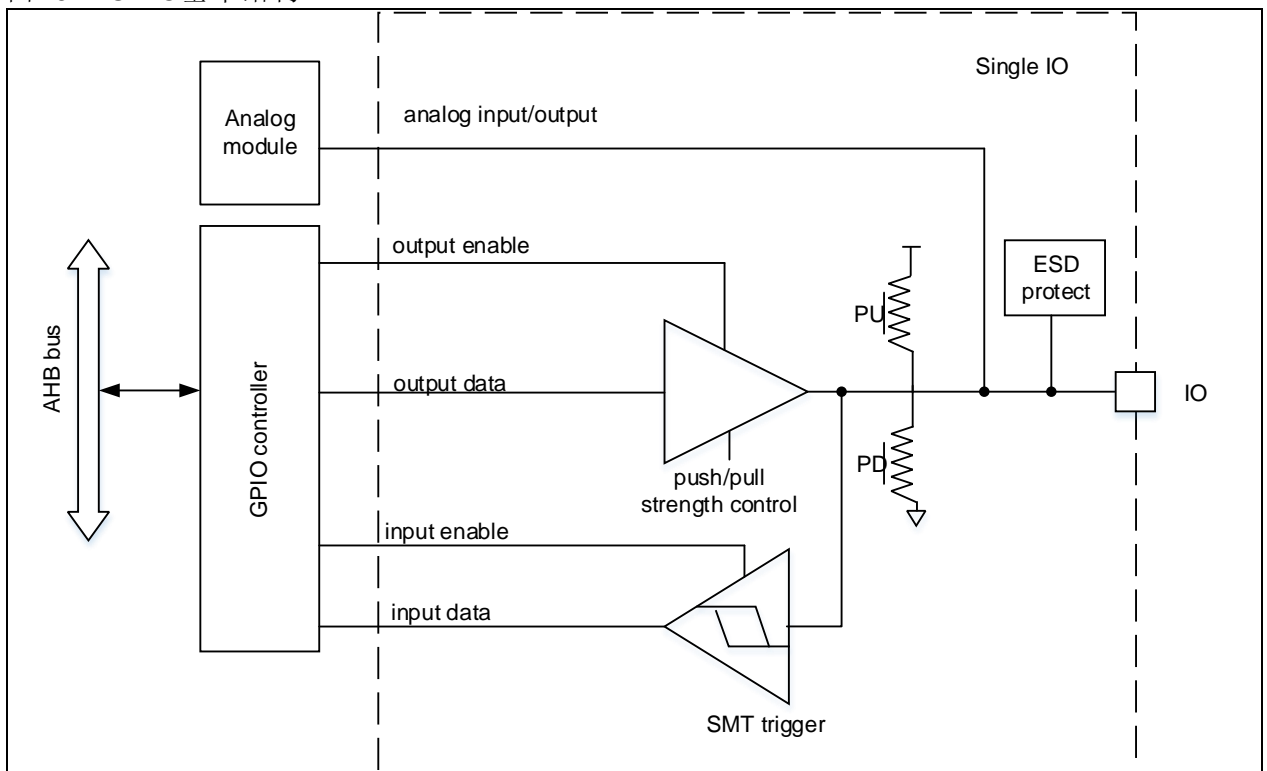 Single IO
Analog
module
analog input/output
output enable
ESD
protect
PU
AHB bus
GPIO controller
output data
IO
PD
push/pull
strength control
input enable
input data
SMT trigger